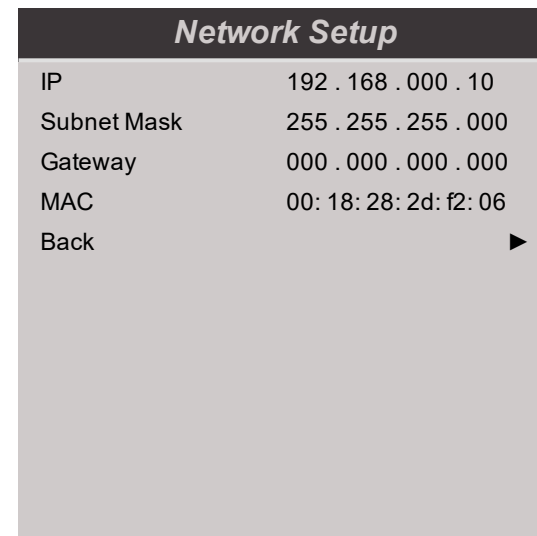 Network Setup
IP 192 . 168 . 000 . 10
Subnet Mask 255 . 255 . 255 . 000
Gateway 000 . 000 . 000 . 000
MAC 00: 18: 28: 2d: f2: 06
Back ►